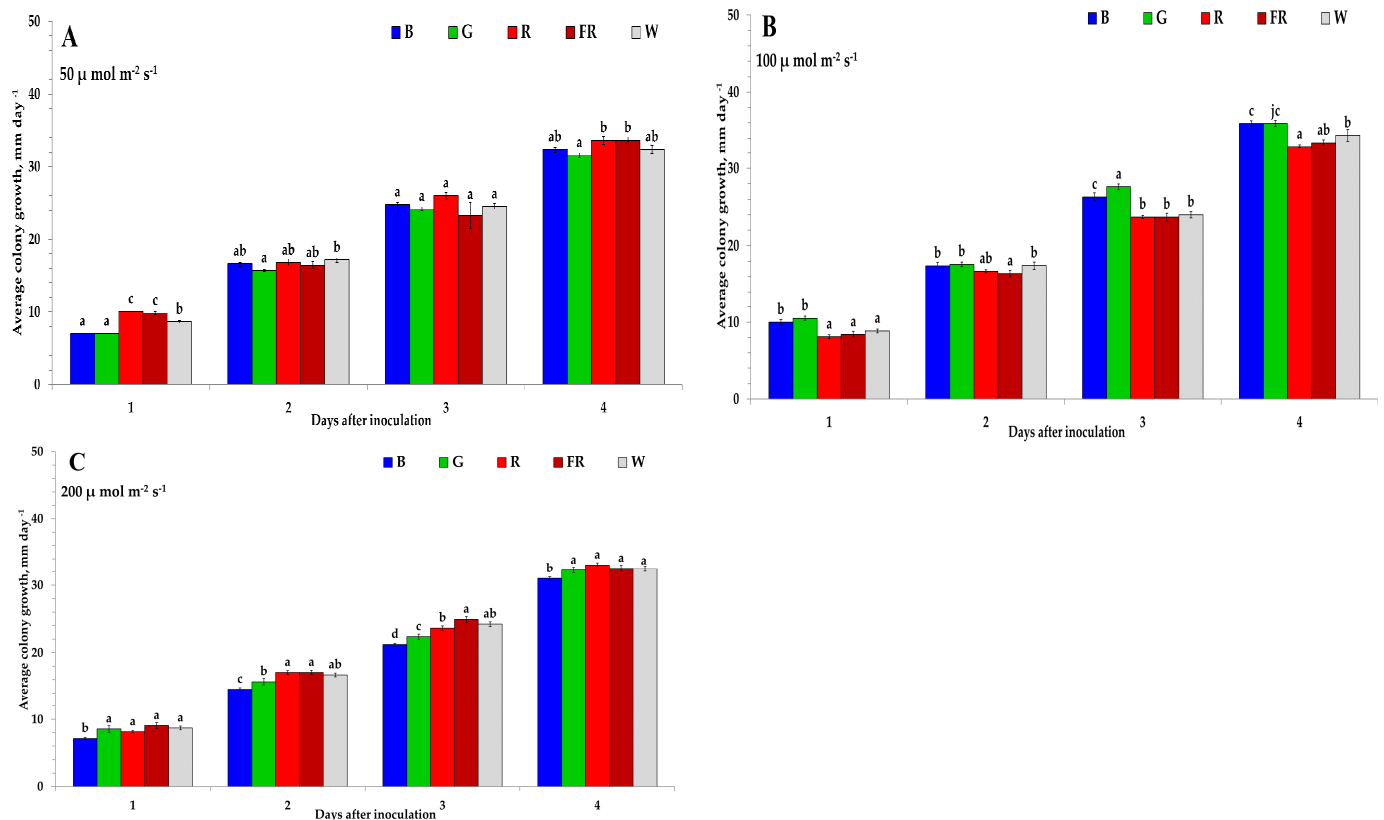 A
B G R FR W
50 μ mol m-2 s-1
Average colony growth, mm day -1
50
40
30
20
10
0
a a c c b
ab a ab ab b
a a a a a
ab a b b ab
1 2 3 4
Days after inoculation
B
B G R FR W
100 μ mol m-2 s-1
Average colony growth, mm day -1
50
40
30
20
10
0
b b a a a
b b ab a b
c a b b b
c jc a ab b
1 2 3 4
Days after inoculation
C
B G R FR W
200 μ mol m-2 s-1
Average colony growth, mm day -1
50
40
30
20
10
0
b a a a a
c b a a ab
d c b a ab
b a a a a
1 2 3 4
Days after inoculation